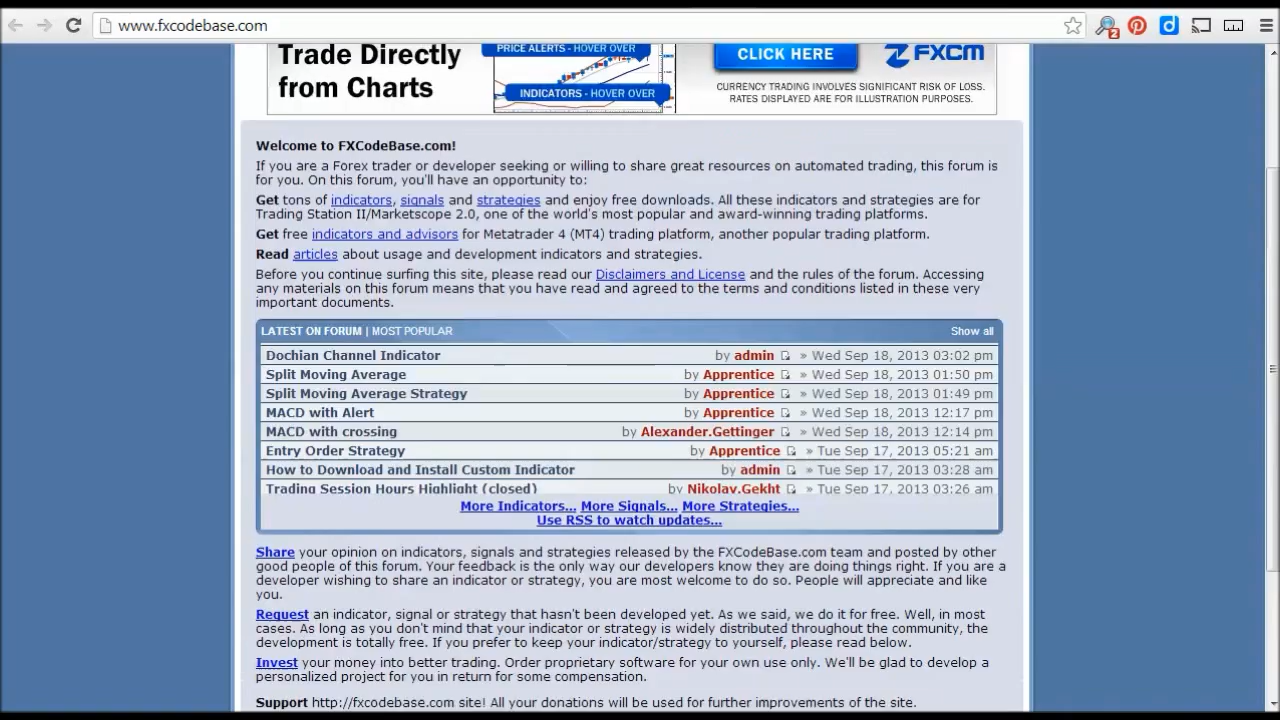 www.fxcodebase.com
2
Trade Directly
from Charts
PRICE ALERTS - HOVER OVER
INDICATORS - HOVER OVER
CLICK HERE
FXCM
CURRENCY TRADING INVOLVES SIGNIFICANT RISK OF LOSS.
RATES DISPLAYED ARE FOR ILLUSTRATION PURPOSES.
Welcome to FXCodeBase.com!
If you are a Forex trader or developer seeking or willing to share great resources on automated trading, this forum is
for you. On this forum, you'll have an opportunity to:
Get tons of indicators, signals and strategies and enjoy free downloads. All these indicators and strategies are for
Trading Station II/Marketscope 2.0, one of the world's most popular and award-winning trading platforms.
Get free indicators and advisors for Metatrader 4 (MT4) trading platform, another popular trading platform.
Read articles about usage and development indicators and strategies.
Before you continue surfing this site, please read our Disclaimers and License and the rules of the forum. Accessing
any materials on this forum means that you have read and agreed to the terms and conditions listed in these very
important documents.
LATEST ON FORUM | MOST POPULAR Show all
Dochian Channel Indicator by admin » Wed Sep 18, 2013 03:02 pm
Split Moving Average by Apprentice » Wed Sep 18, 2013 01:50 pm
Split Moving Average Strategy by Apprentice » Wed Sep 18, 2013 01:49 pm
MACD with Alert by Apprentice » Wed Sep 18, 2013 12:17 pm
MACD with crossing by Alexander.Gettinger » Wed Sep 18, 2013 12:14 pm
Entry Order Strategy by Apprentice » Tue Sep 17, 2013 05:21 am
How to Download and Install Custom Indicator by admin » Tue Sep 17, 2013 03:28 am
Trading Session Hours Highlight (closed) by Nikolay.Gekht » Tue Sep 17, 2013 03:26 am
More Indicators... More Signals... More Strategies...
Use RSS to watch updates...
Share your opinion on indicators, signals and strategies released by the FXCodeBase.com team and posted by other
good people of this forum. Your feedback is the only way our developers know they are doing things right. If you are a
developer wishing to share an indicator or strategy, you are most welcome to do so. People will appreciate and like
you.
Request an indicator, signal or strategy that hasn't been developed yet. As we said, we do it for free. Well, in most
cases. As long as you don't mind that your indicator or strategy is widely distributed throughout the community, the
development is totally free. If you prefer to keep your indicator/strategy to yourself, please read below.
Invest your money into better trading. Order proprietary software for your own use only. We'll be glad to develop a
personalized project for you in return for some compensation.
Support http://fxcodebase.com site! All your donations will be used for further improvements of the site.